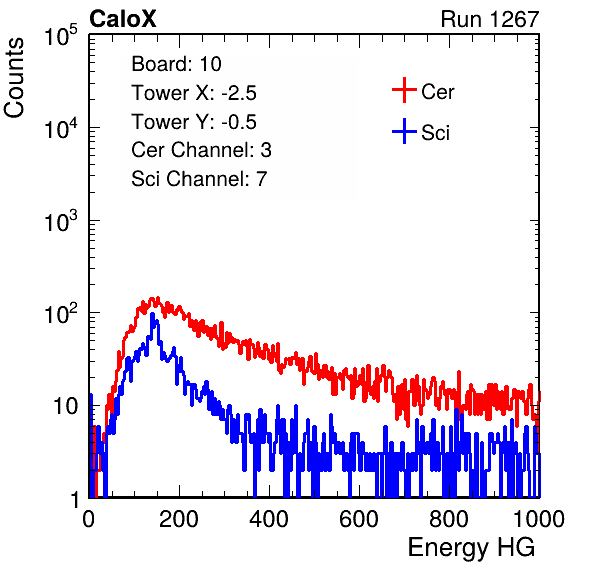 CaloX Run 1267
Counts
Board: 10
Tower X: -2.5
Tower Y: -0.5
Cer Channel: 3
Sci Channel: 7
Cer
Sci
10^5
10^4
10^3
10^2
10
1
0 200 400 600 800 1000
Energy HG